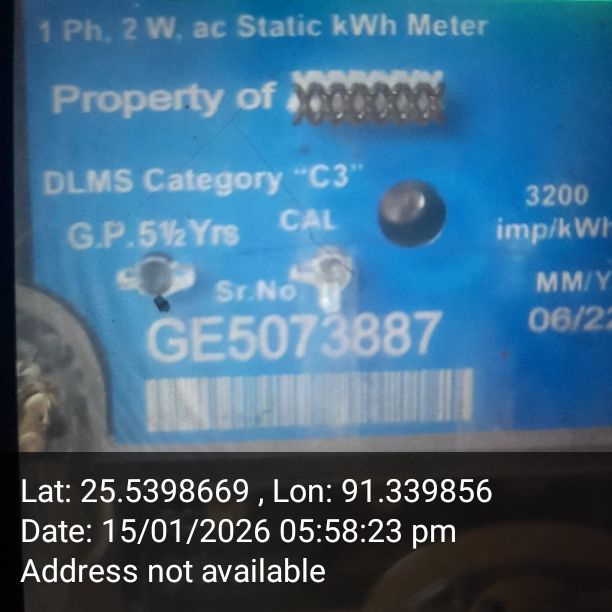 1 Ph. 2 W, ac Static kWh Meter
Property of
DLMS Category "C3"
3200
G.P.5½Yrs CAL
imp/kWh
Sr.No.
MM/Y
GE5073887
06/22
Lat: 25.5398669 , Lon: 91.339856
Date: 15/01/2026 05:58:23 pm
Address not available